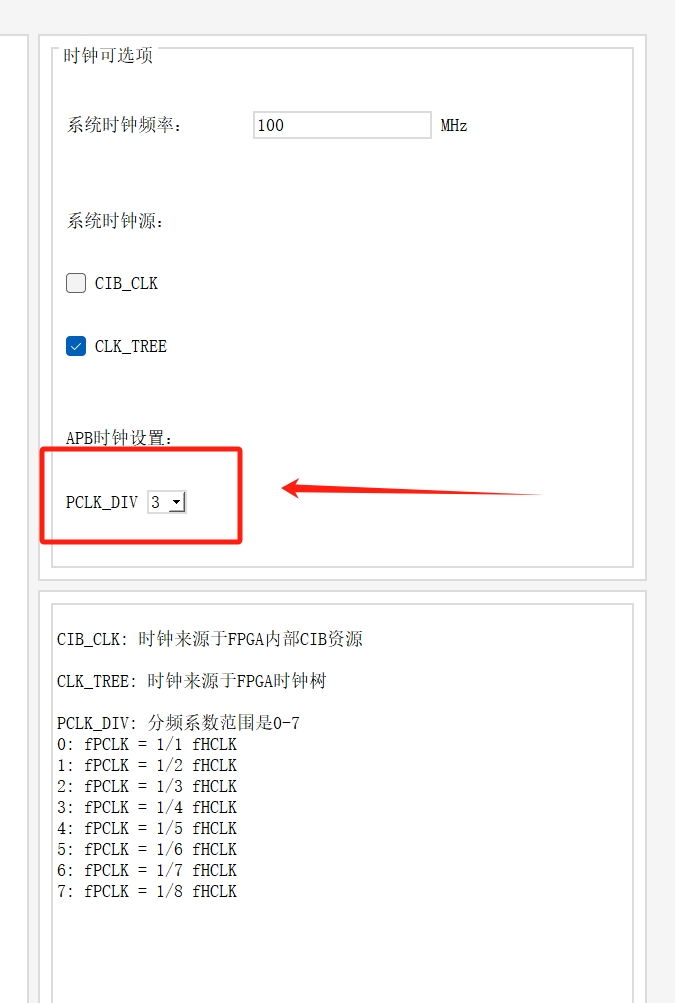 时钟可选项
系统时钟频率: 100 MHz
系统时钟源:
CIB_CLK
CLK_TREE
APB时钟设置:
PCLK_DIV 3
CIB_CLK: 时钟来源于FPGA内部CIB资源
CLK_TREE: 时钟来源于FPGA时钟树
PCLK_DIV: 分频系数范围是0-7
0: fPCLK = 1/1 fHCLK
1: fPCLK = 1/2 fHCLK
2: fPCLK = 1/3 fHCLK
3: fPCLK = 1/4 fHCLK
4: fPCLK = 1/5 fHCLK
5: fPCLK = 1/6 fHCLK
6: fPCLK = 1/7 fHCLK
7: fPCLK = 1/8 fHCLK